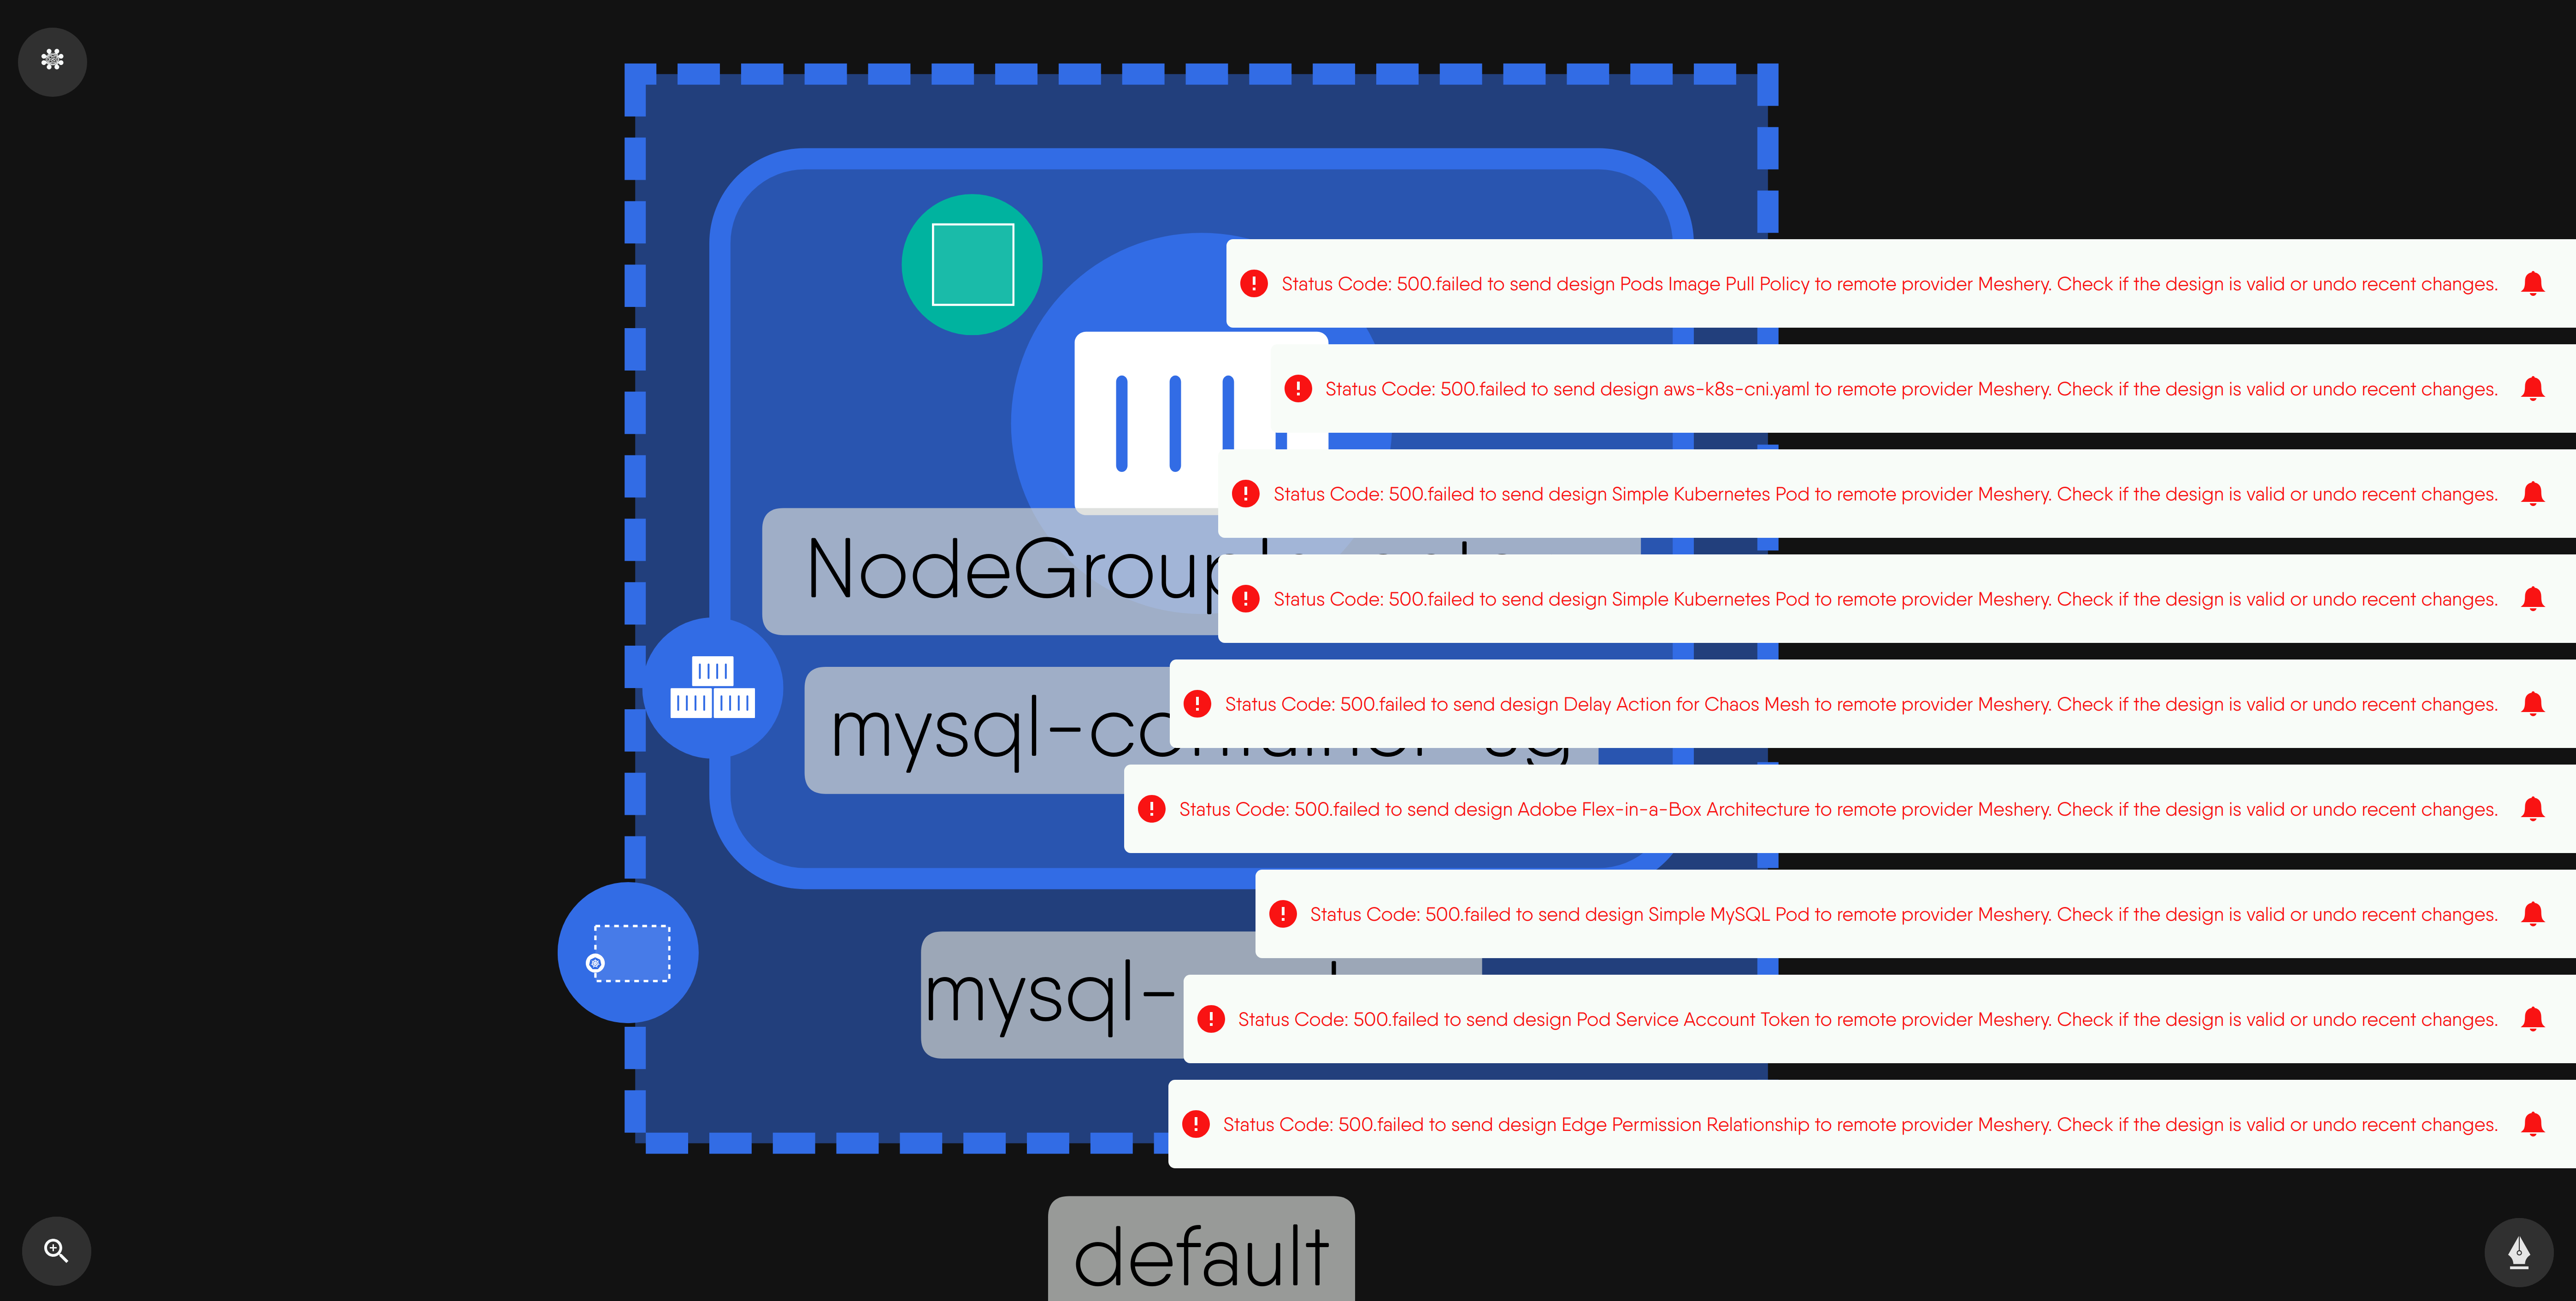 Status Code: 500.failed to send design Pods Image Pull Policy to remote provider Meshery. Check if the design is valid or undo recent changes.
Status Code: 500.failed to send design aws-k8s-cni.yaml to remote provider Meshery. Check if the design is valid or undo recent changes.
Status Code: 500.failed to send design Simple Kubernetes Pod to remote provider Meshery. Check if the design is valid or undo recent changes.
Status Code: 500.failed to send design Simple Kubernetes Pod to remote provider Meshery. Check if the design is valid or undo recent changes.
Status Code: 500.failed to send design Delay Action for Chaos Mesh to remote provider Meshery. Check if the design is valid or undo recent changes.
Status Code: 500.failed to send design Adobe Flex-in-a-Box Architecture to remote provider Meshery. Check if the design is valid or undo recent changes.
Status Code: 500.failed to send design Simple MySQL Pod to remote provider Meshery. Check if the design is valid or undo recent changes.
Status Code: 500.failed to send design Pod Service Account Token to remote provider Meshery. Check if the design is valid or undo recent changes.
Status Code: 500.failed to send design Edge Permission Relationship to remote provider Meshery. Check if the design is valid or undo recent changes.
NodeGroup
mysql-co
mysql-
default